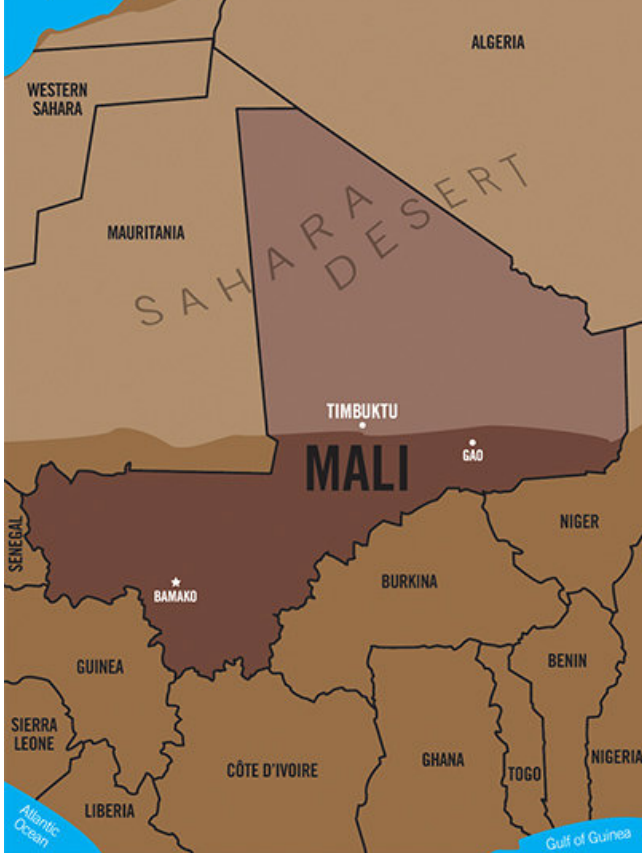 ALGERIA
WESTERN
SAHARA
MAURITANIA
SAHARA
DESERT
TIMBUKTU
MALI
GAO
SENEGAL
NIGER
BURKINA
BAMAKO
GUINEA
BENIN
SIERRA
LEONE
CÔTE D'IVOIRE
GHANA
TOGO
NIGERIA
LIBERIA
Atlantic
Ocean
Gulf of Guinea